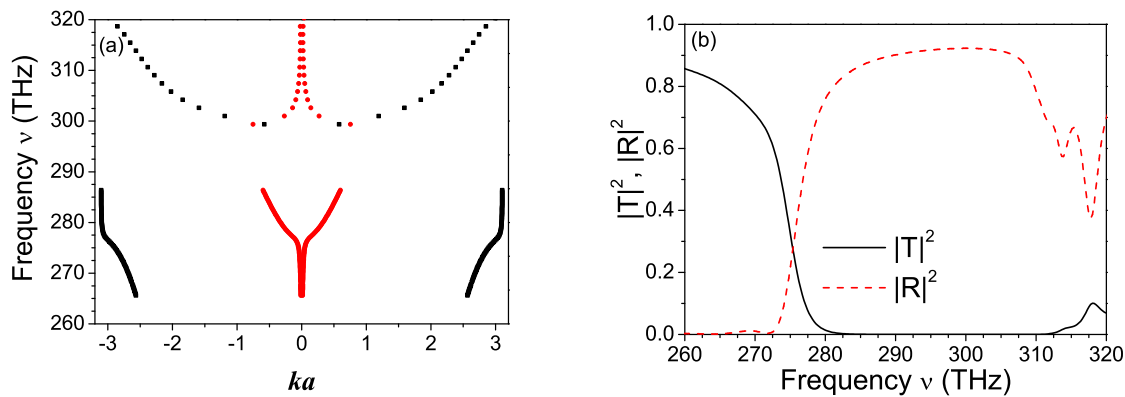 (a)
320
310
300
290
280
270
260
Frequency ν (THz)
-3 -2 -1 0 1 2 3
ka
(b)
1.0
0.8
0.6
0.4
0.2
0.0
|T|², |R|²
|T|²
|R|²
260 270 280 290 300 310 320
Frequency ν (THz)